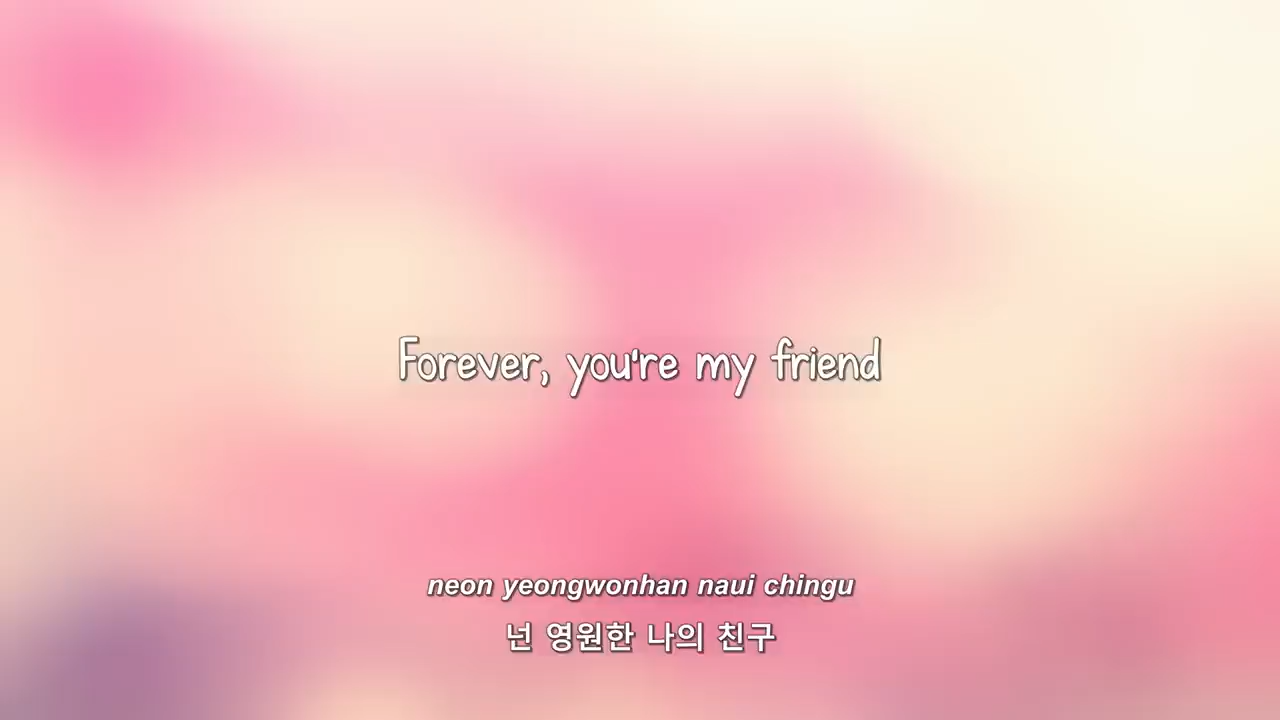 Forever, you're my friend
neon yeongwonhan naui chingu
넌 영원한 나의 친구